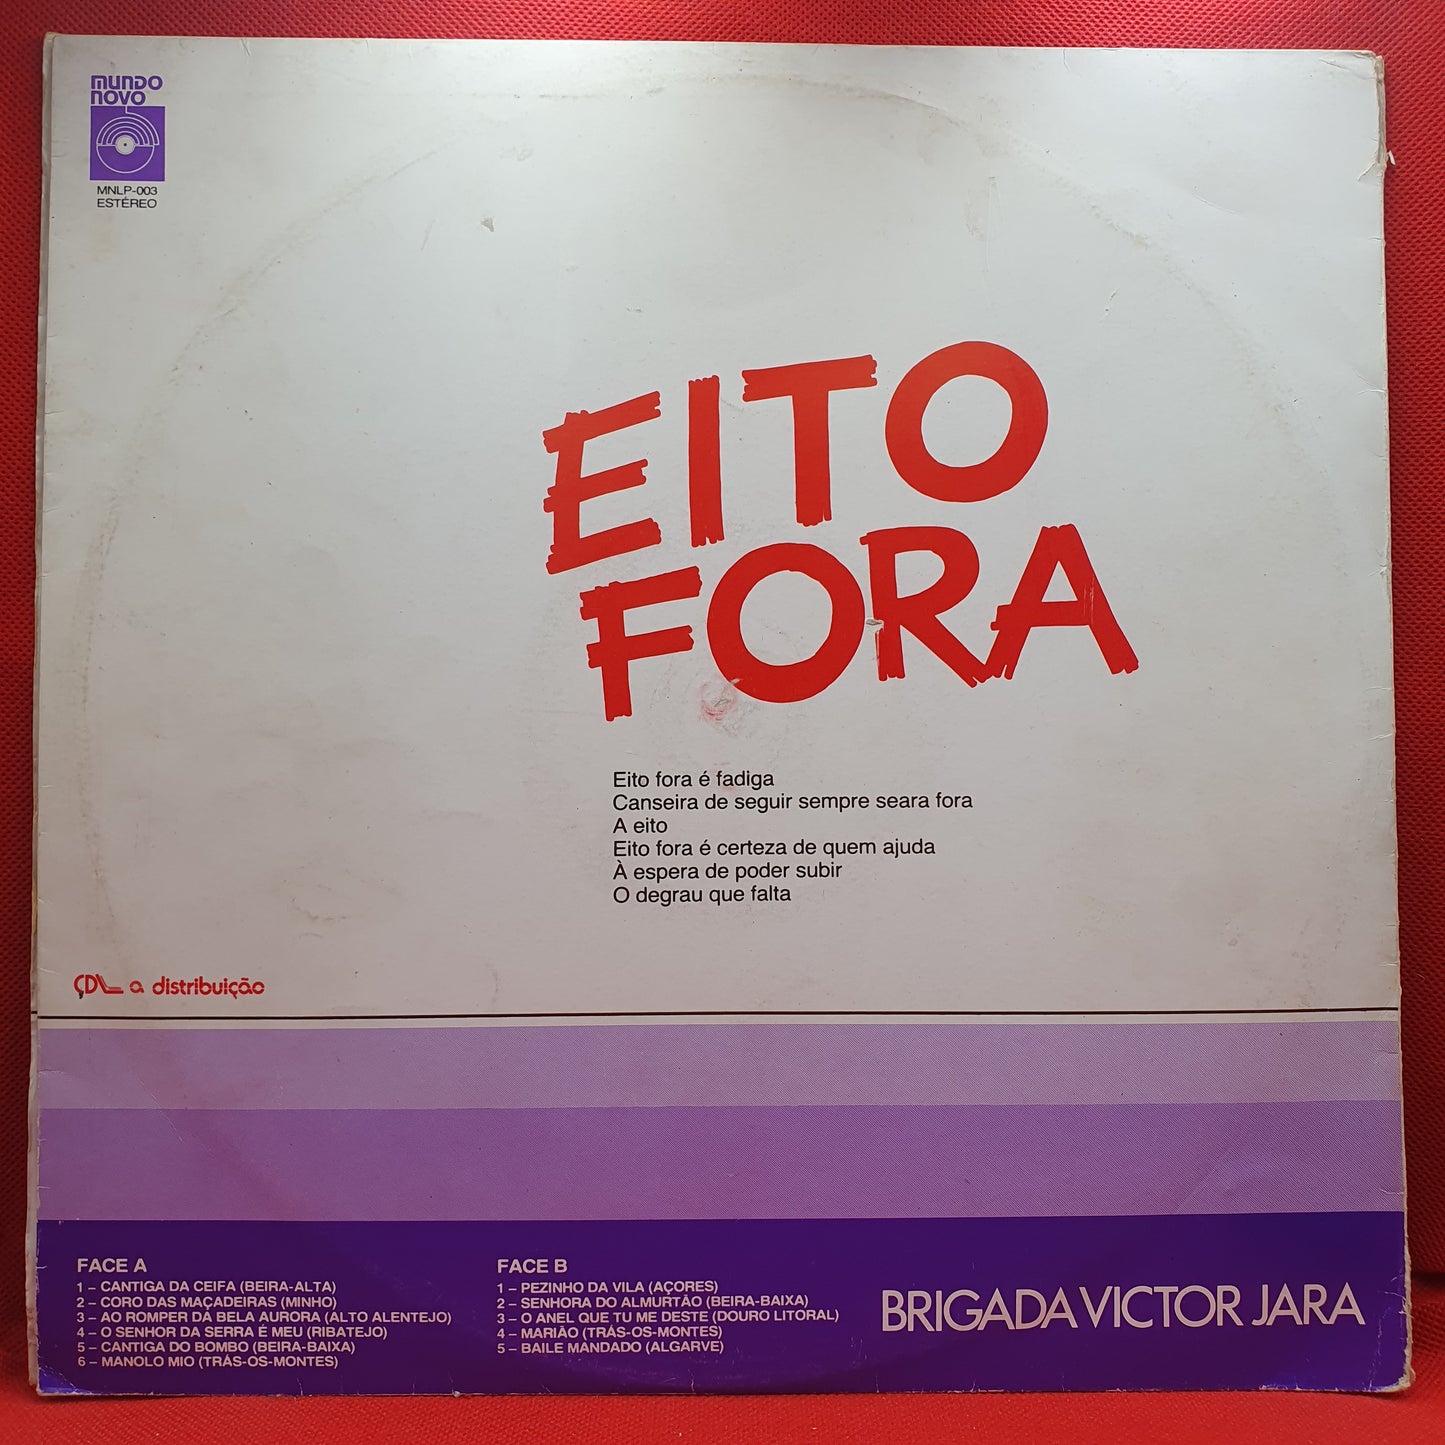 MUNDO
NOVO
MNLP-003
ESTÉREO
EITO
FORA
Eito fora é fadiga
Canseira de seguir sempre seara fora
A eito
Eito fora é certeza de quem ajuda
À espera de poder subir
O degrau que falta
CDL a distribuição
FACE A
1 – CANTIGA DA CEIFA (BEIRA-ALTA)
2 – CORO DAS MAÇADEIRAS (MINHO)
3 – AO ROMPER DA BELA AURORA (ALTO ALENTEJO)
4 – O SENHOR DA SERRA É MEU (RIBATEJO)
5 – CANTIGA DO BOMBO (BEIRA-BAIXA)
6 – MANOLO MIO (TRÁS-OS-MONTES)
FACE B
1 – PEZINHO DA VILA (AÇORES)
2 – SENHORA DO ALMURTÃO (BEIRA-BAIXA)
3 – O ANEL QUE TU ME DESTE (DOURO LITORAL)
4 – MARIÃO (TRÁS-OS-MONTES)
5 – BAILE MANDADO (ALGARVE)
BRIGADA VICTOR JARA